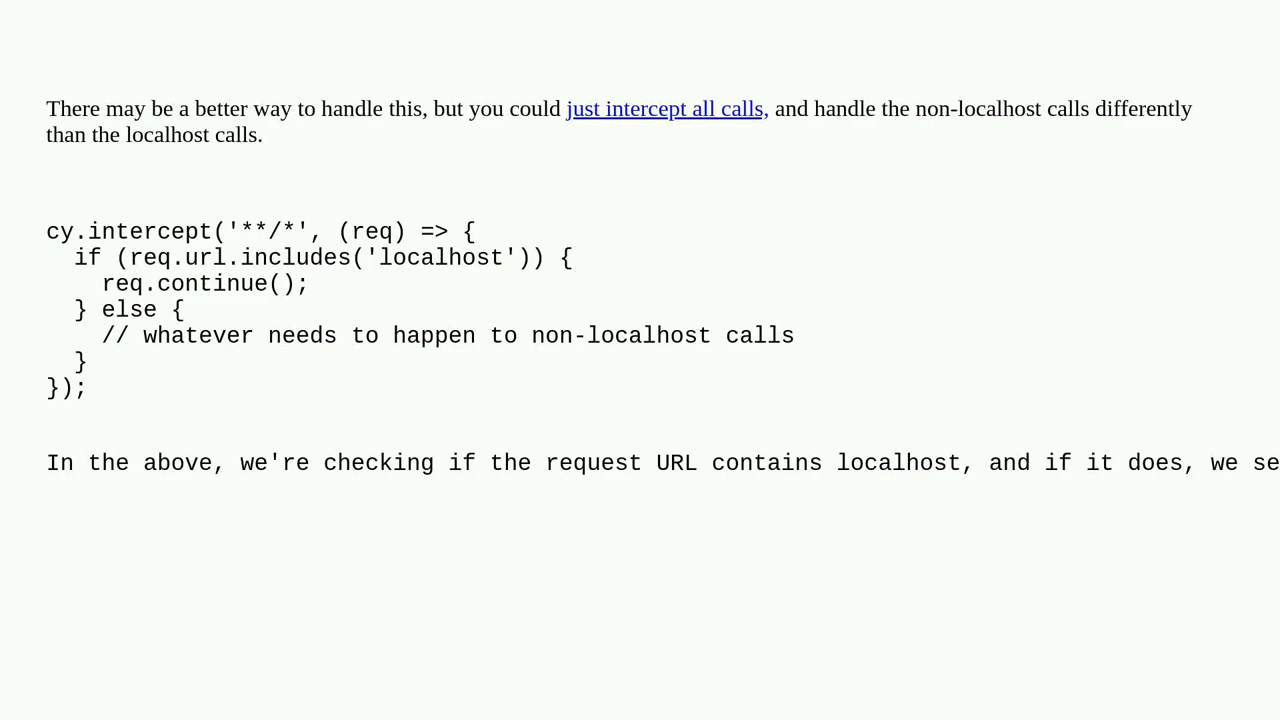 There may be a better way to handle this, but you could just intercept all calls, and handle the non-localhost calls differently
than the localhost calls.
cy.intercept('**/*', (req) => {
  if (req.url.includes('localhost')) {
    req.continue();
  } else {
    // whatever needs to happen to non-localhost calls
  }
});
In the above, we're checking if the request URL contains localhost, and if it does, we se